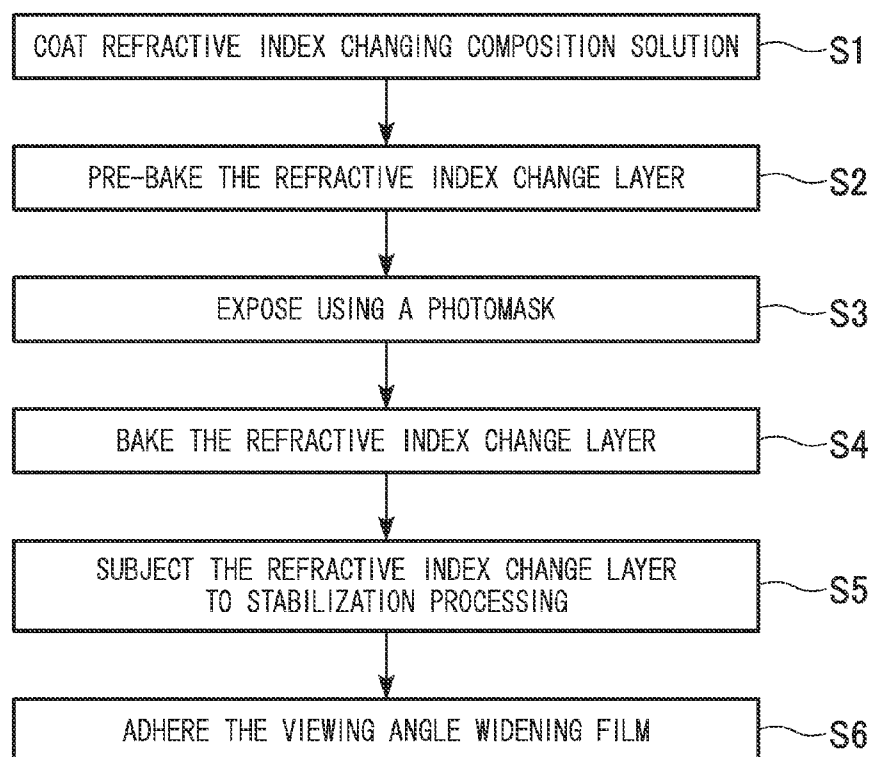 COAT REFRACTIVE INDEX CHANGING COMPOSITION SOLUTION S1
PRE-BAKE THE REFRACTIVE INDEX CHANGE LAYER S2
EXPOSE USING A PHOTOMASK S3
BAKE THE REFRACTIVE INDEX CHANGE LAYER S4
SUBJECT THE REFRACTIVE INDEX CHANGE LAYER
TO STABILIZATION PROCESSING S5
ADHERE THE VIEWING ANGLE WIDENING FILM S6